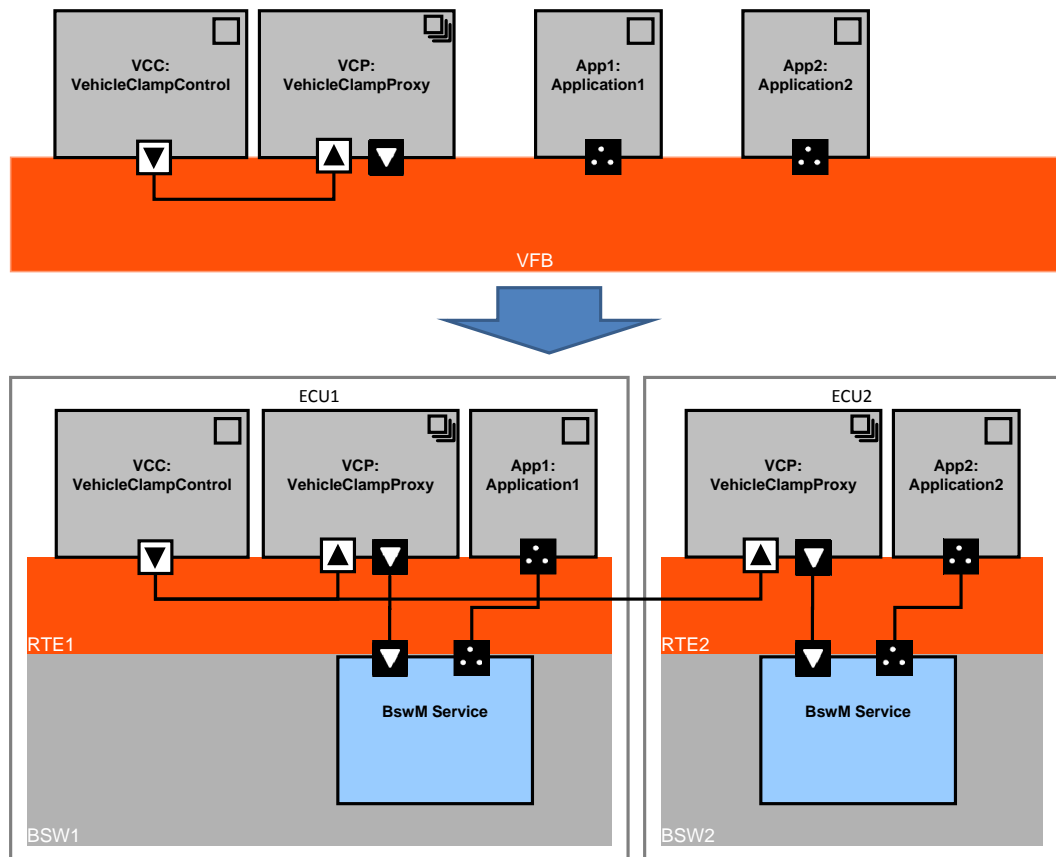 VCC:
VehicleClampControl
VCP:
VehicleClampProxy
App1:
Application1
App2:
Application2
VFB
ECU1
VCC:
VehicleClampControl
VCP:
VehicleClampProxy
App1:
Application1
RTE1
BswM Service
BSW1
ECU2
VCP:
VehicleClampProxy
App2:
Application2
RTE2
BswM Service
BSW2